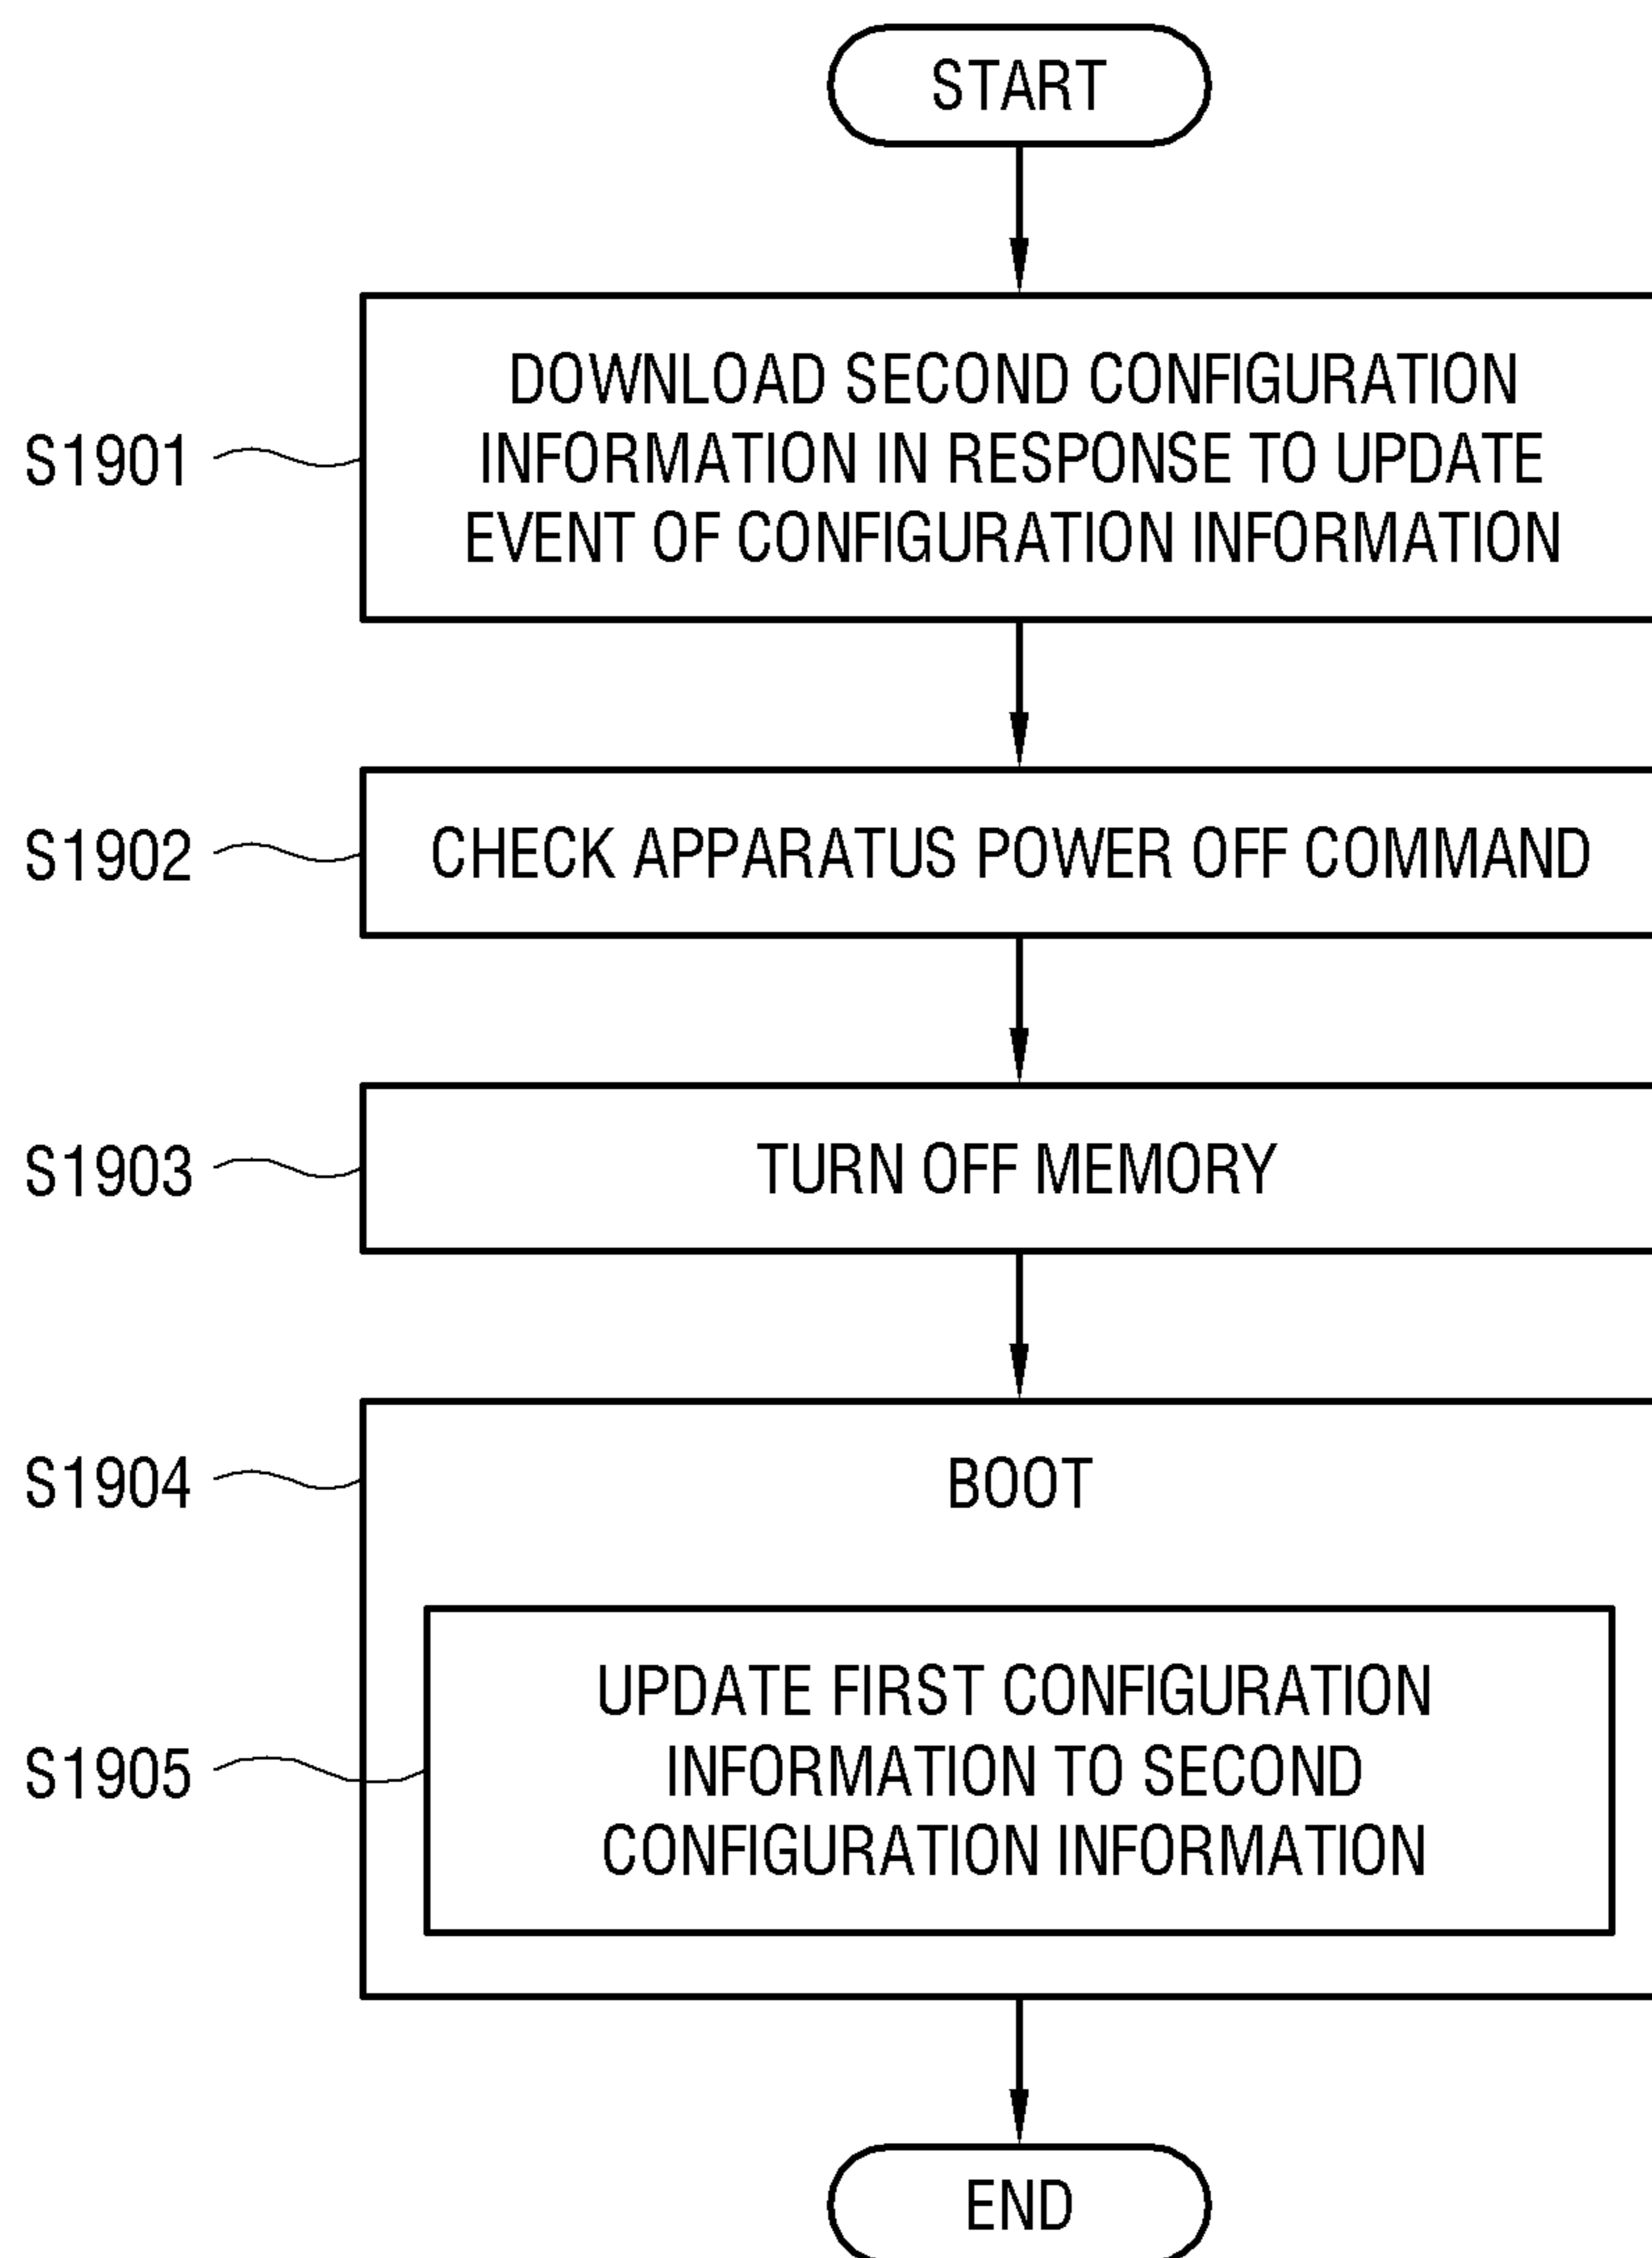 START
DOWNLOAD SECOND CONFIGURATION
INFORMATION IN RESPONSE TO UPDATE
EVENT OF CONFIGURATION INFORMATION
S1901
S1902
CHECK APPARATUS POWER OFF COMMAND
S1903
TURN OFF MEMORY
S1904
BOOT
UPDATE FIRST CONFIGURATION
INFORMATION TO SECOND
CONFIGURATION INFORMATION
S1905
END